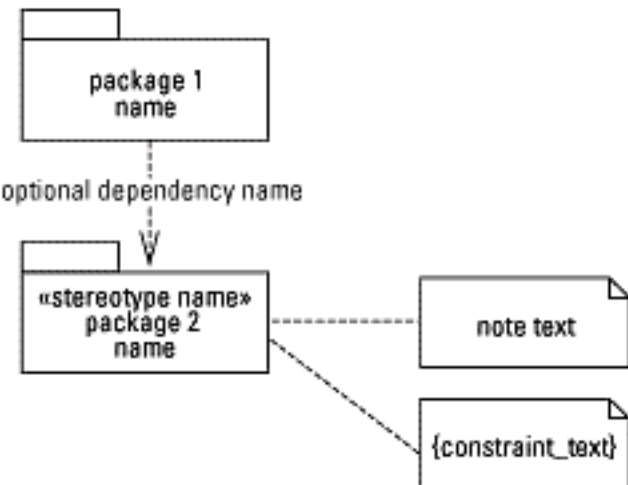 package 1
name
optional dependency name
«stereotype name»
package 2
name
note text
{constraint_text}